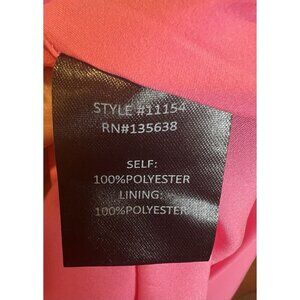 STYLE #11154
RN#135638
SELF:
100%POLYESTER
LINING:
100%POLYESTER